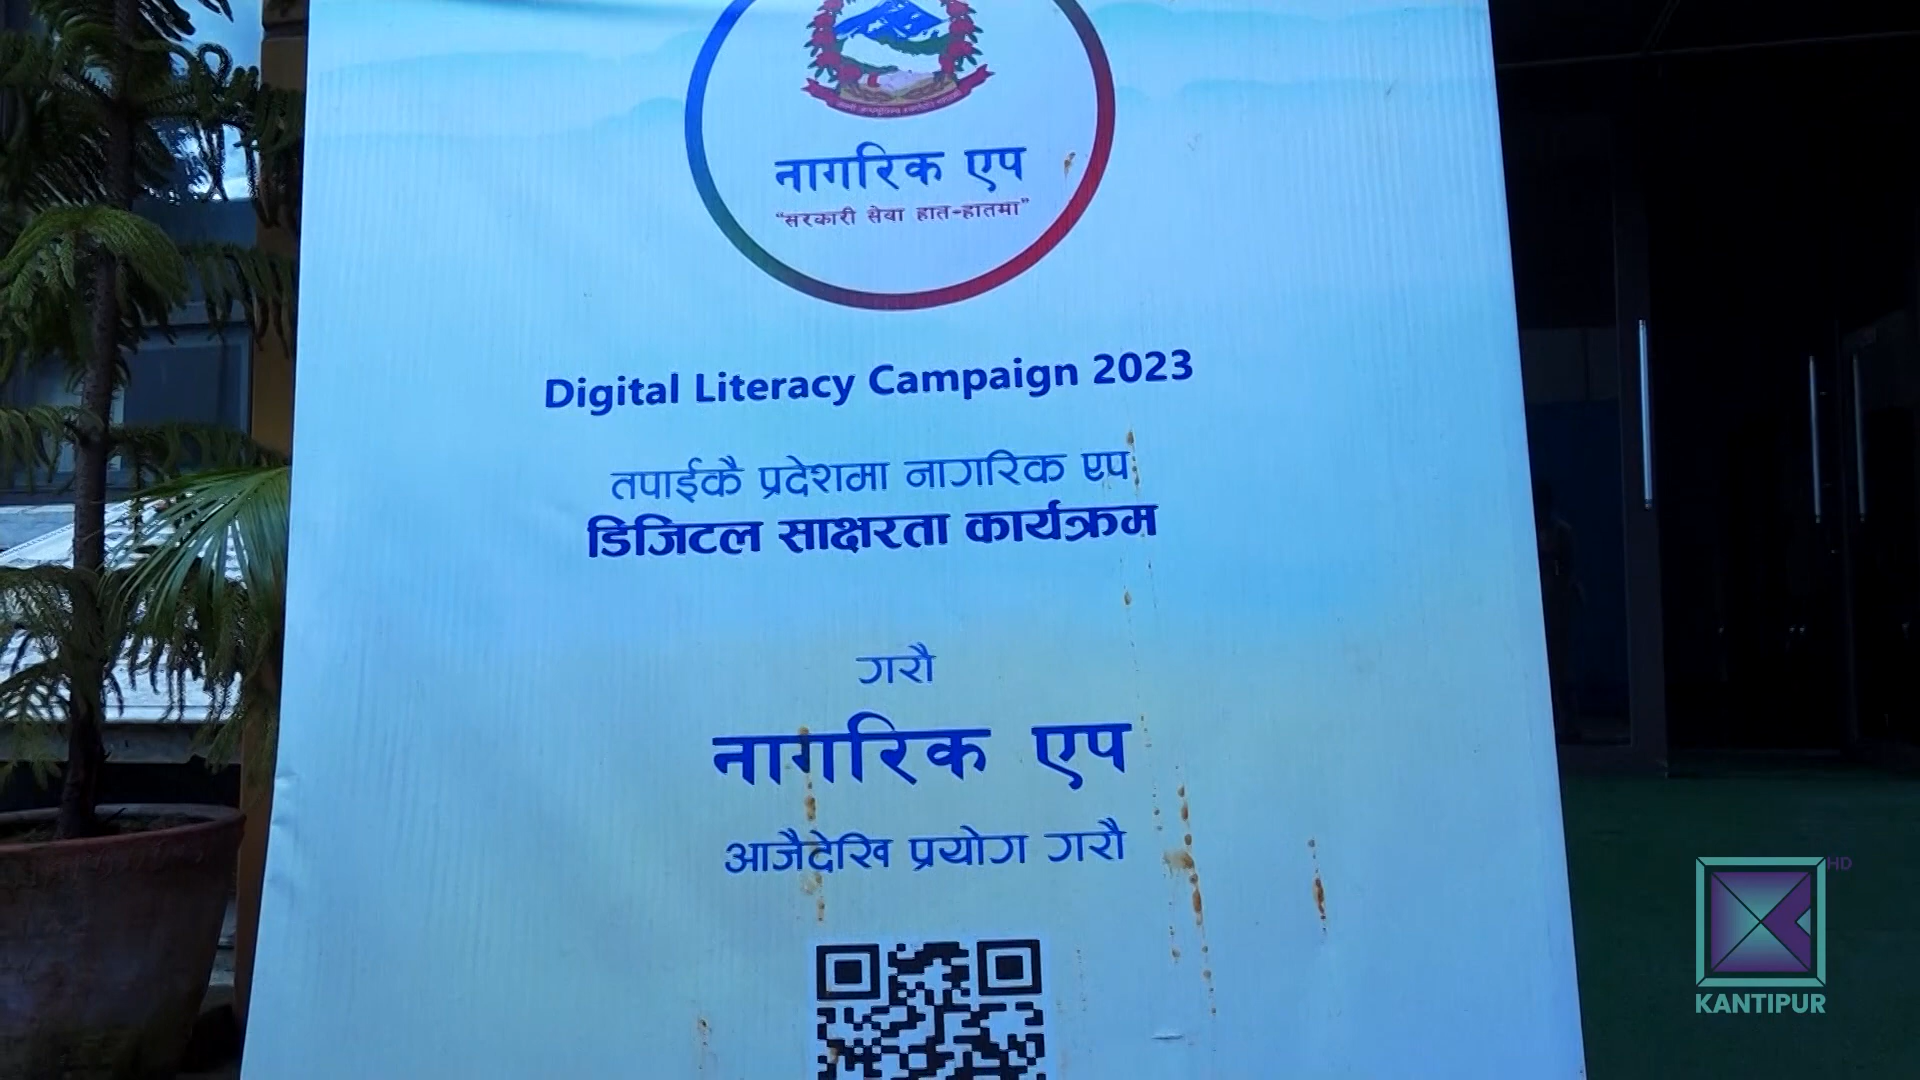 नागरिक एप
“सरकारी सेवा हात-हातमा”
Digital Literacy Campaign 2023
तपाईकै प्रदेशमा नागरिक एप
डिजिटल साक्षरता कार्यक्रम
गरौ
नागरिक एप
आजैदेखि प्रयोग गरौ
HD
KANTIPUR